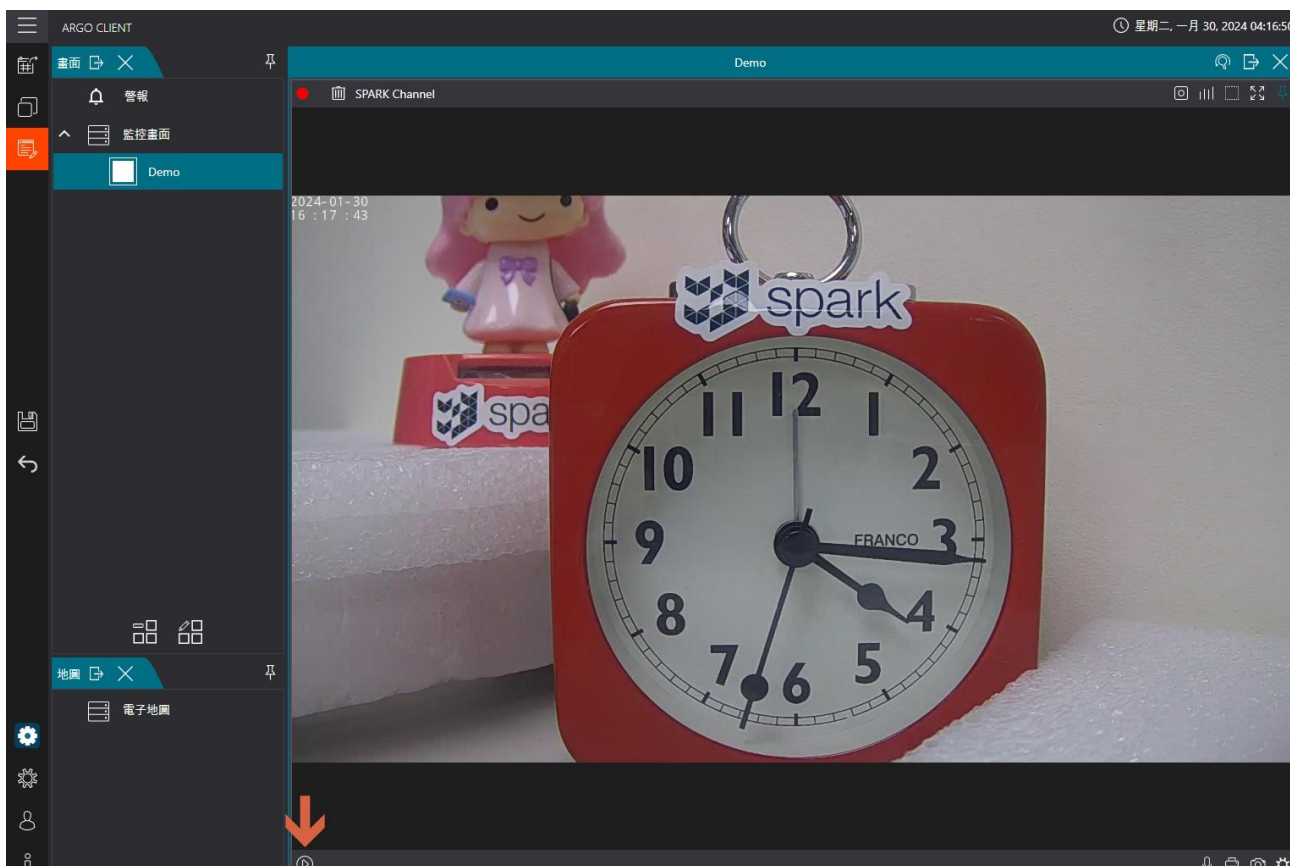 ARGO CLIENT
星期二, 一月 30, 2024 04:16:50
畫面
Demo
警報
SPARK Channel
監控畫面
Demo
2024-01-30
16 : 17 : 43
spark
spa
12
11
1
10
2
9
FRANCO
3
8
4
7
6
5
地圖
電子地圖